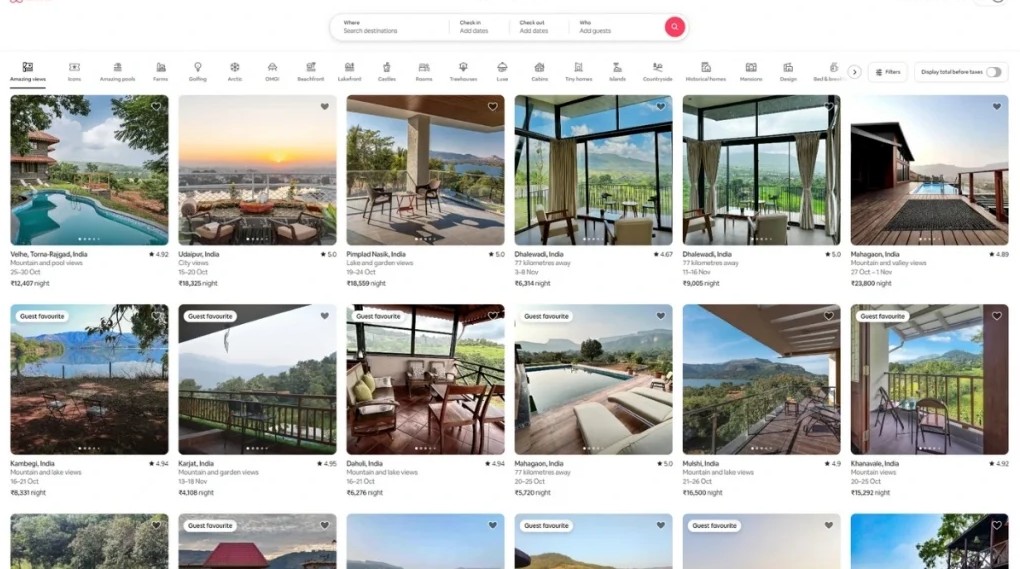 Where
Search destinations
Check in
Add dates
Check out
Add dates
Who
Add guests
Amazing views
Icons
Amazing pools
Farms
Golfing
Arctic
OMG!
Beachfront
Lakefront
Castles
Rooms
Treehouses
Luxe
Cabins
Tiny homes
Islands
Countryside
Historical homes
Mansions
Design
Filters
Display total before taxes
Velhe, Torna-Rajgad, India ★ 4.92
Mountain and pool views
25–30 Oct
₹12,407 night
Udaipur, India ★ 5.0
City views
15–20 Oct
₹18,325 night
Pimplad Nasik, India ★ 5.0
Lake and garden views
19–24 Oct
₹18,559 night
Dhalewadi, India ★ 4.67
77 kilometres away
3–8 Nov
₹6,314 night
Dhalewadi, India ★ 5.0
77 kilometres away
11–16 Nov
₹9,005 night
Mahagaon, India ★ 4.89
Mountain and valley views
27 Oct – 1 Nov
₹23,800 night
Guest favourite
Kambegi, India ★ 4.94
Mountain and lake views
16–21 Oct
₹8,331 night
Guest favourite
Karjat, India ★ 4.95
Mountain and garden views
13–18 Nov
₹4,108 night
Guest favourite
Dahuli, India ★ 4.94
Mountain and lake views
16–21 Oct
₹6,276 night
Guest favourite
Mahagaon, India ★ 5.0
77 kilometres away
20–25 Oct
₹5,720 night
Mulshi, India ★ 4.9
Mountain and lake views
21–26 Oct
₹16,500 night
Guest favourite
Khanavale, India ★ 4.92
Mountain views
20–25 Oct
₹15,292 night
Guest favourite
Guest favourite
Guest favourite